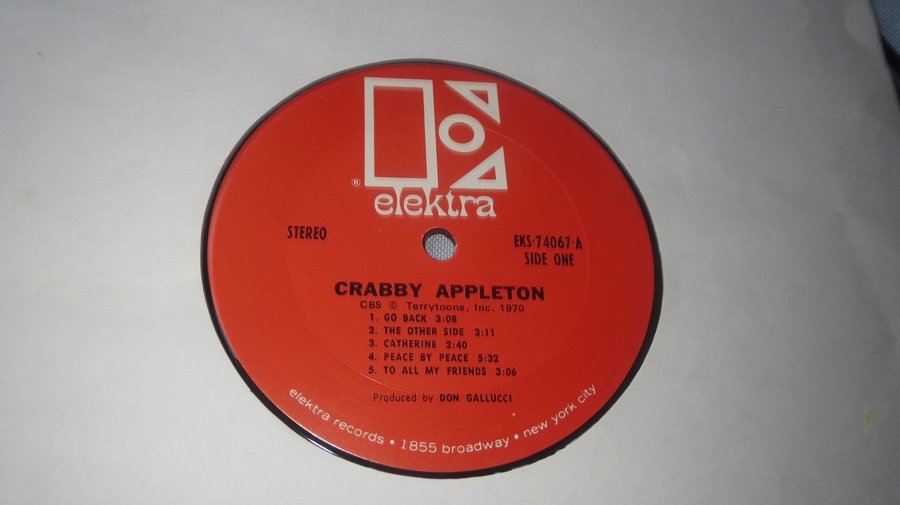 ®
elektra
STEREO
EKS-74067-A
SIDE ONE
CRABBY APPLETON
CBS © Terrytoons, Inc. 1970
1. GO BACK 3:08
2. THE OTHER SIDE 3:11
3. CATHERINE 2:40
4. PEACE BY PEACE 5:32
5. TO ALL MY FRIENDS 3:06
Produced by DON GALLUCCI
elektra records • 1855 broadway • new york city